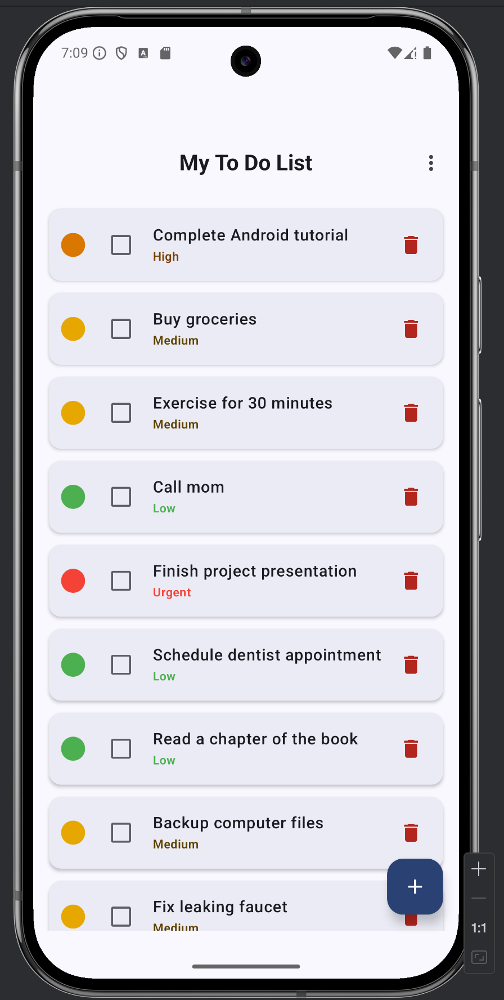 7:09
My To Do List
Complete Android tutorial
High
Buy groceries
Medium
Exercise for 30 minutes
Medium
Call mom
Low
Finish project presentation
Urgent
Schedule dentist appointment
Low
Read a chapter of the book
Low
Backup computer files
Medium
Fix leaking faucet
Medium
1:1